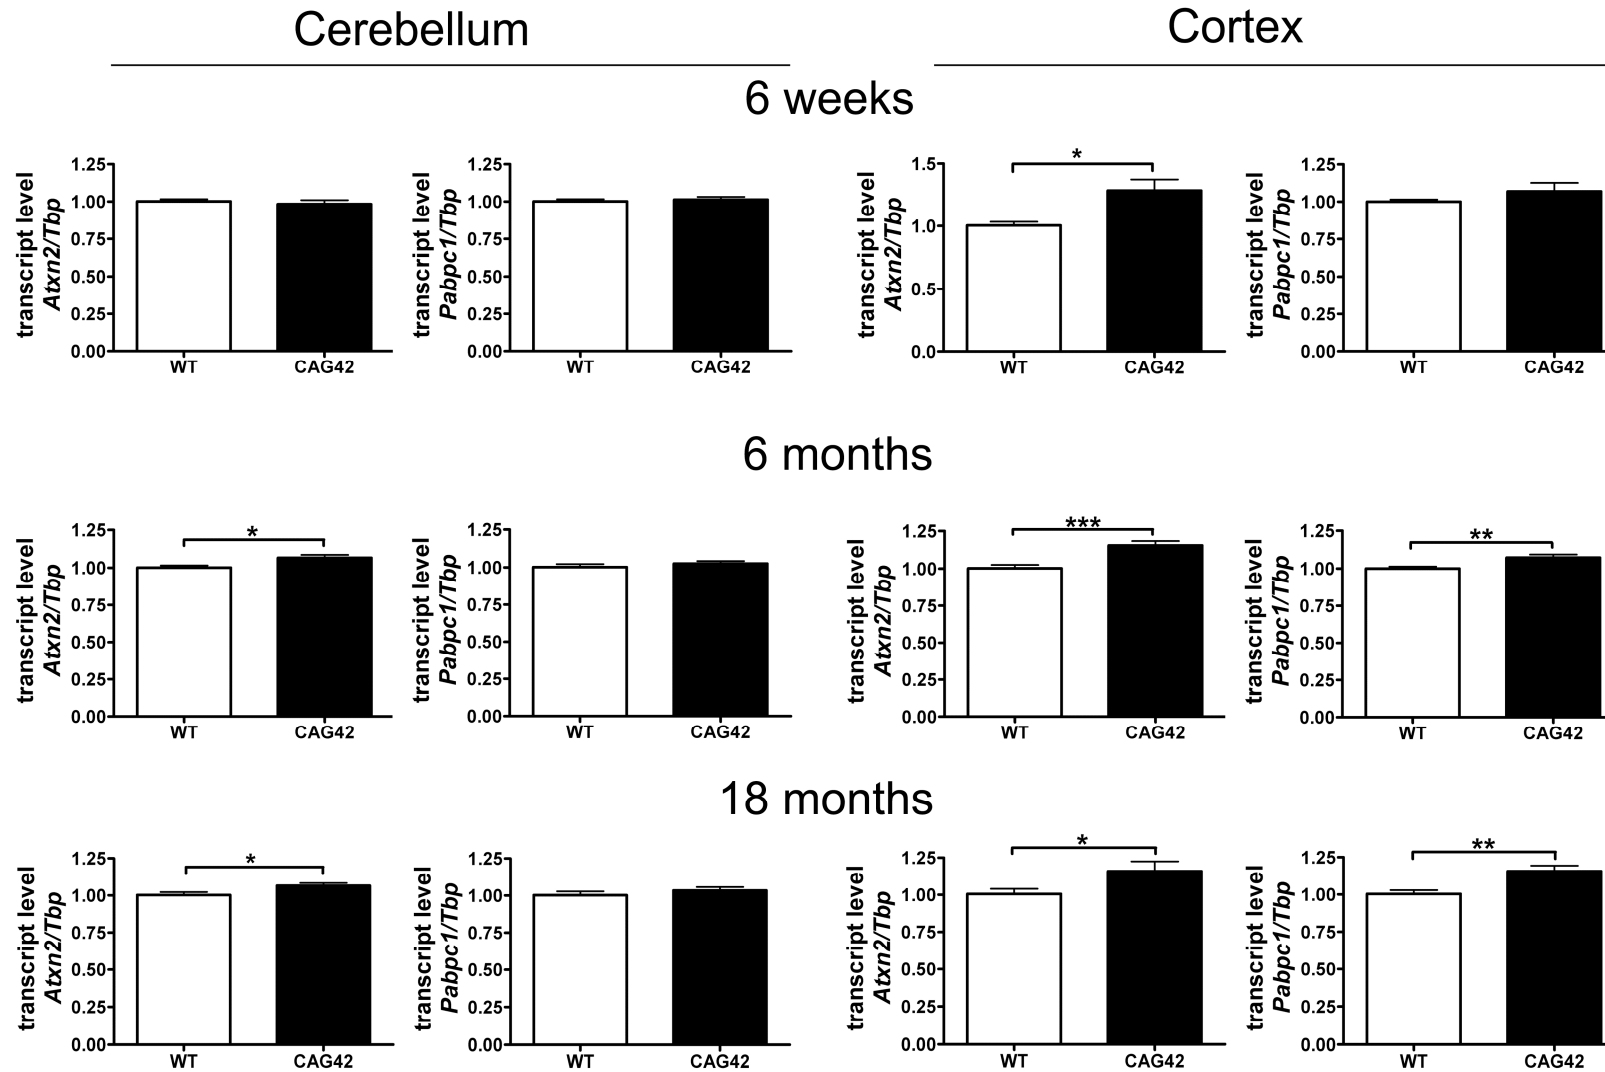 Cerebellum
Cortex
6 weeks
transcript level
Atxn2/Tbp
1.25
1.00
0.75
0.50
0.25
0.00
WT
CAG42
transcript level
Pabpc1/Tbp
1.25
1.00
0.75
0.50
0.25
0.00
WT
CAG42
transcript level
Atxn2/Tbp
1.5
1.0
0.5
0.0
*
WT
CAG42
transcript level
Pabpc1/Tbp
1.25
1.00
0.75
0.50
0.25
0.00
WT
CAG42
6 months
transcript level
Atxn2/Tbp
1.25
1.00
0.75
0.50
0.25
0.00
*
WT
CAG42
transcript level
Pabpc1/Tbp
1.25
1.00
0.75
0.50
0.25
0.00
WT
CAG42
transcript level
Atxn2/Tbp
1.25
1.00
0.75
0.50
0.25
0.00
***
WT
CAG42
transcript level
Pabpc1/Tbp
1.25
1.00
0.75
0.50
0.25
0.00
**
WT
CAG42
18 months
transcript level
Atxn2/Tbp
1.25
1.00
0.75
0.50
0.25
0.00
*
WT
CAG42
transcript level
Pabpc1/Tbp
1.25
1.00
0.75
0.50
0.25
0.00
WT
CAG42
transcript level
Atxn2/Tbp
1.25
1.00
0.75
0.50
0.25
0.00
*
WT
CAG42
transcript level
Pabpc1/Tbp
1.25
1.00
0.75
0.50
0.25
0.00
**
WT
CAG42